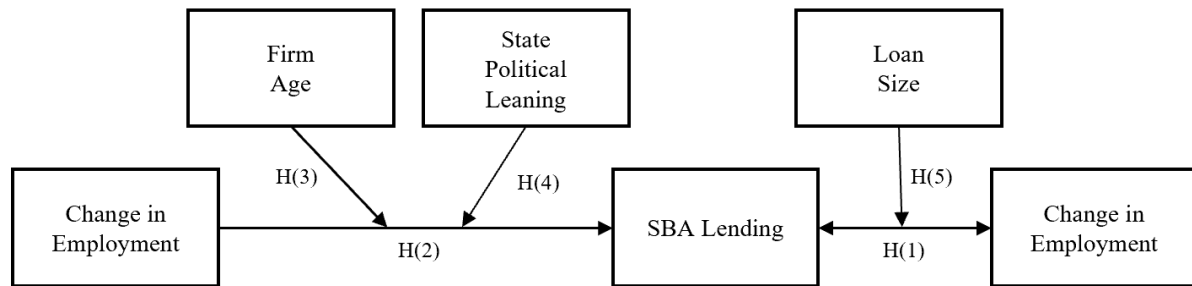 Firm
Age
State
Political
Leaning
Loan
Size
H(3)
H(4)
H(5)
Change in
Employment
H(2)
SBA Lending
H(1)
Change in
Employment